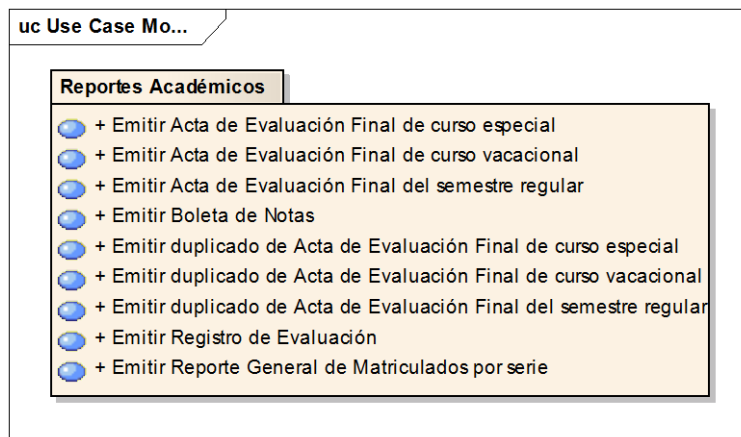 uc Use Case Mo...
Reportes Académicos
+ Emitir Acta de Evaluación Final de curso especial
+ Emitir Acta de Evaluación Final de curso vacacional
+ Emitir Acta de Evaluación Final del semestre regular
+ Emitir Boleta de Notas
+ Emitir duplicado de Acta de Evaluación Final de curso especial
+ Emitir duplicado de Acta de Evaluación Final de curso vacacional
+ Emitir duplicado de Acta de Evaluación Final del semestre regular
+ Emitir Registro de Evaluación
+ Emitir Reporte General de Matriculados por serie